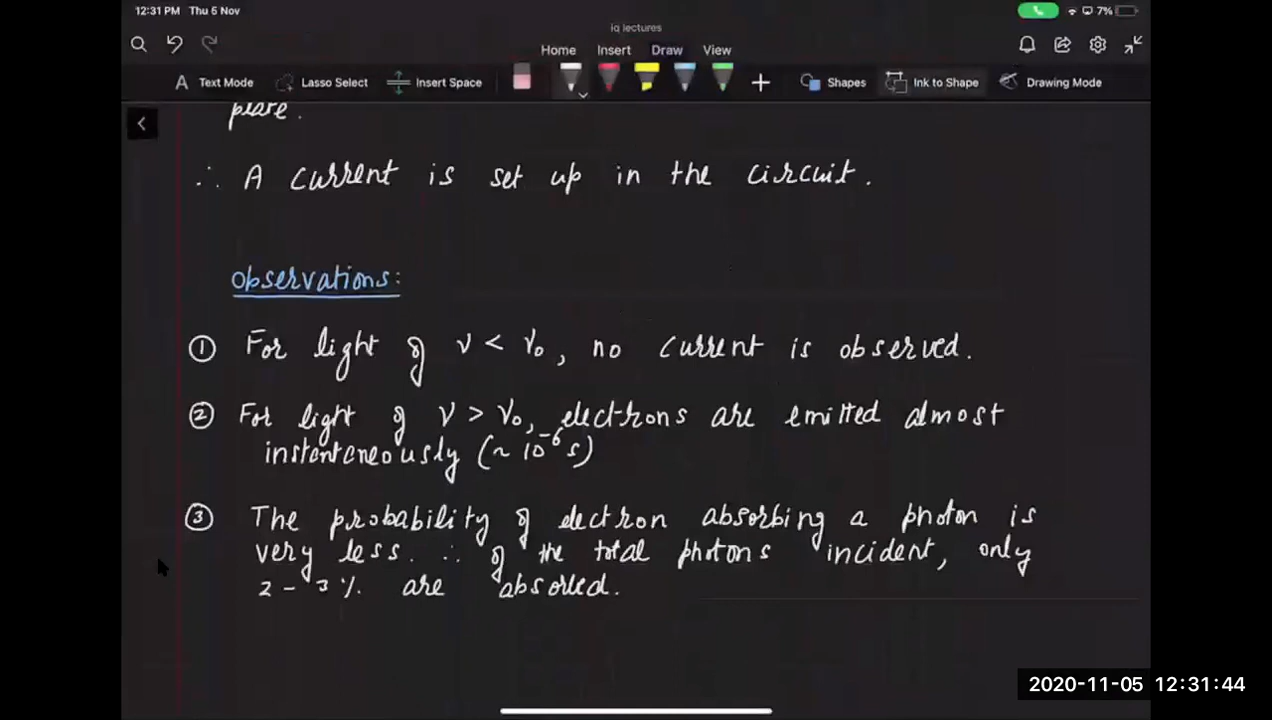 12:31 PM Thu 5 Nov
7%
iq lectures
Home Insert Draw View
Text Mode Lasso Select Insert Space Shapes Ink to Shape Drawing Mode
plate.
∴ A current is set up in the circuit.
Observations:
① For light of ν < ν₀, no current is observed.
② For light of ν > ν₀, electrons are emitted almost
instantaneously (~ 10⁻⁶ s)
③ The probability of electron absorbing a photon is
very less. ∴ of the total photons incident, only
2 - 3 % are absorbed.
2020-11-05 12:31:44